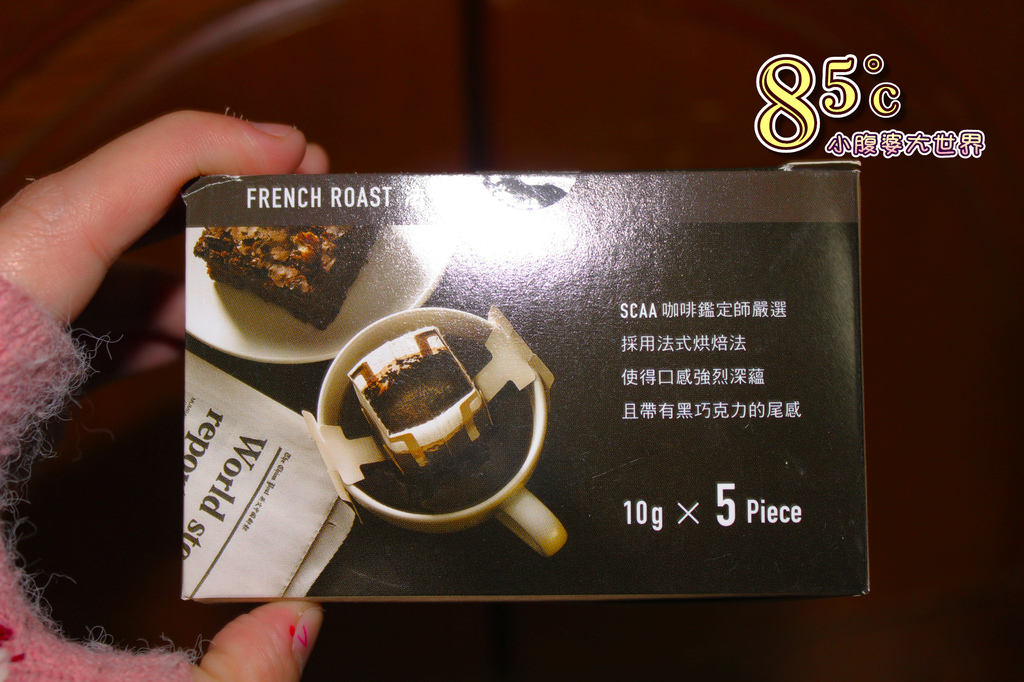 85°c
小腹婆大世界
FRENCH ROAST
SCAA 咖啡鑑定師嚴選
採用法式烘焙法
使得口感強烈深蘊
且帶有黑巧克力的尾感
10g × 5 Piece
World